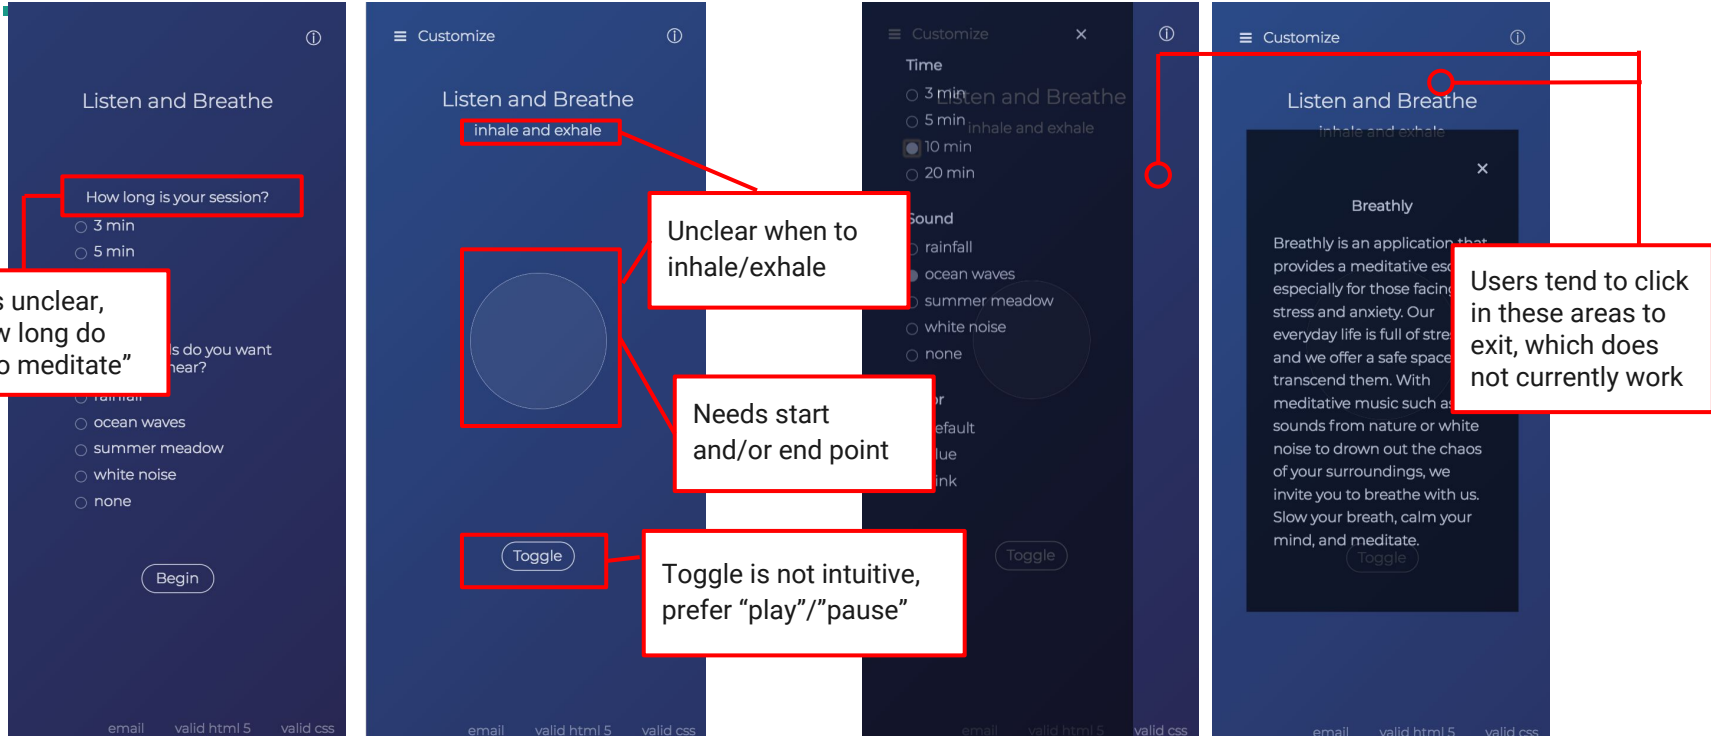 ⓘ
Listen and Breathe
How long is your session?
3 min
5 min
s unclear,
w long do
o meditate”
ls do you want
hear?
rainfall
ocean waves
summer meadow
white noise
none
Begin
email valid html 5 valid css
≡ Customize ⓘ
Listen and Breathe
inhale and exhale
Unclear when to
inhale/exhale
Needs start
and/or end point
Toggle
Toggle is not intuitive,
prefer “play”/”pause”
email valid html 5 valid css
≡ Customize × ⓘ
Time
Listen and Breathe
3 min
5 min
inhale and exhale
10 min
20 min
Sound
rainfall
ocean waves
summer meadow
white noise
none
or
efault
lue
ink
Toggle
email valid html 5 valid css
≡ Customize ⓘ
Listen and Breathe
inhale and exhale
×
Breathly
Breathly is an application that
provides a meditative esc
especially for those facing
stress and anxiety. Our
everyday life is full of stre
and we offer a safe space
transcend them. With
meditative music such as
sounds from nature or white
noise to drown out the chaos
of your surroundings, we
invite you to breathe with us.
Slow your breath, calm your
mind, and meditate.
Toggle
Users tend to click
in these areas to
exit, which does
not currently work
email valid html 5 valid css